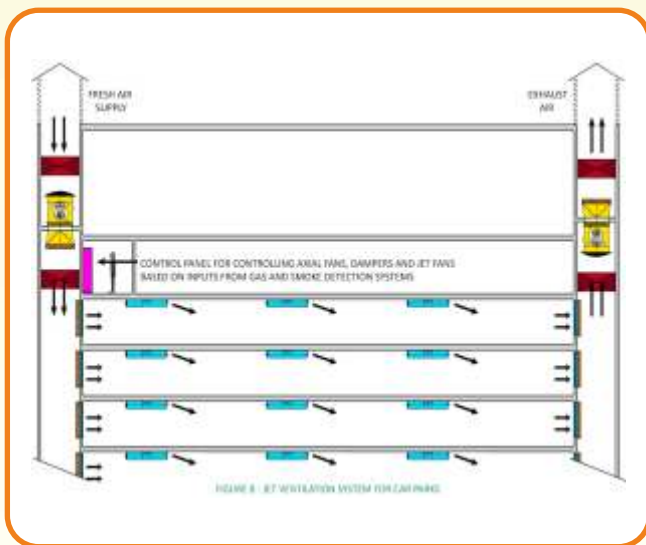 FRESH AIR
SUPPLY
EXHAUST
AIR
CONTROL PANEL FOR CONTROLLING AXIAL FANS, DAMPERS AND JET FANS
BASED ON INPUTS FROM GAS AND SMOKE DETECTION SYSTEMS
JET VENTILATION SYSTEM FOR CAR PARKS